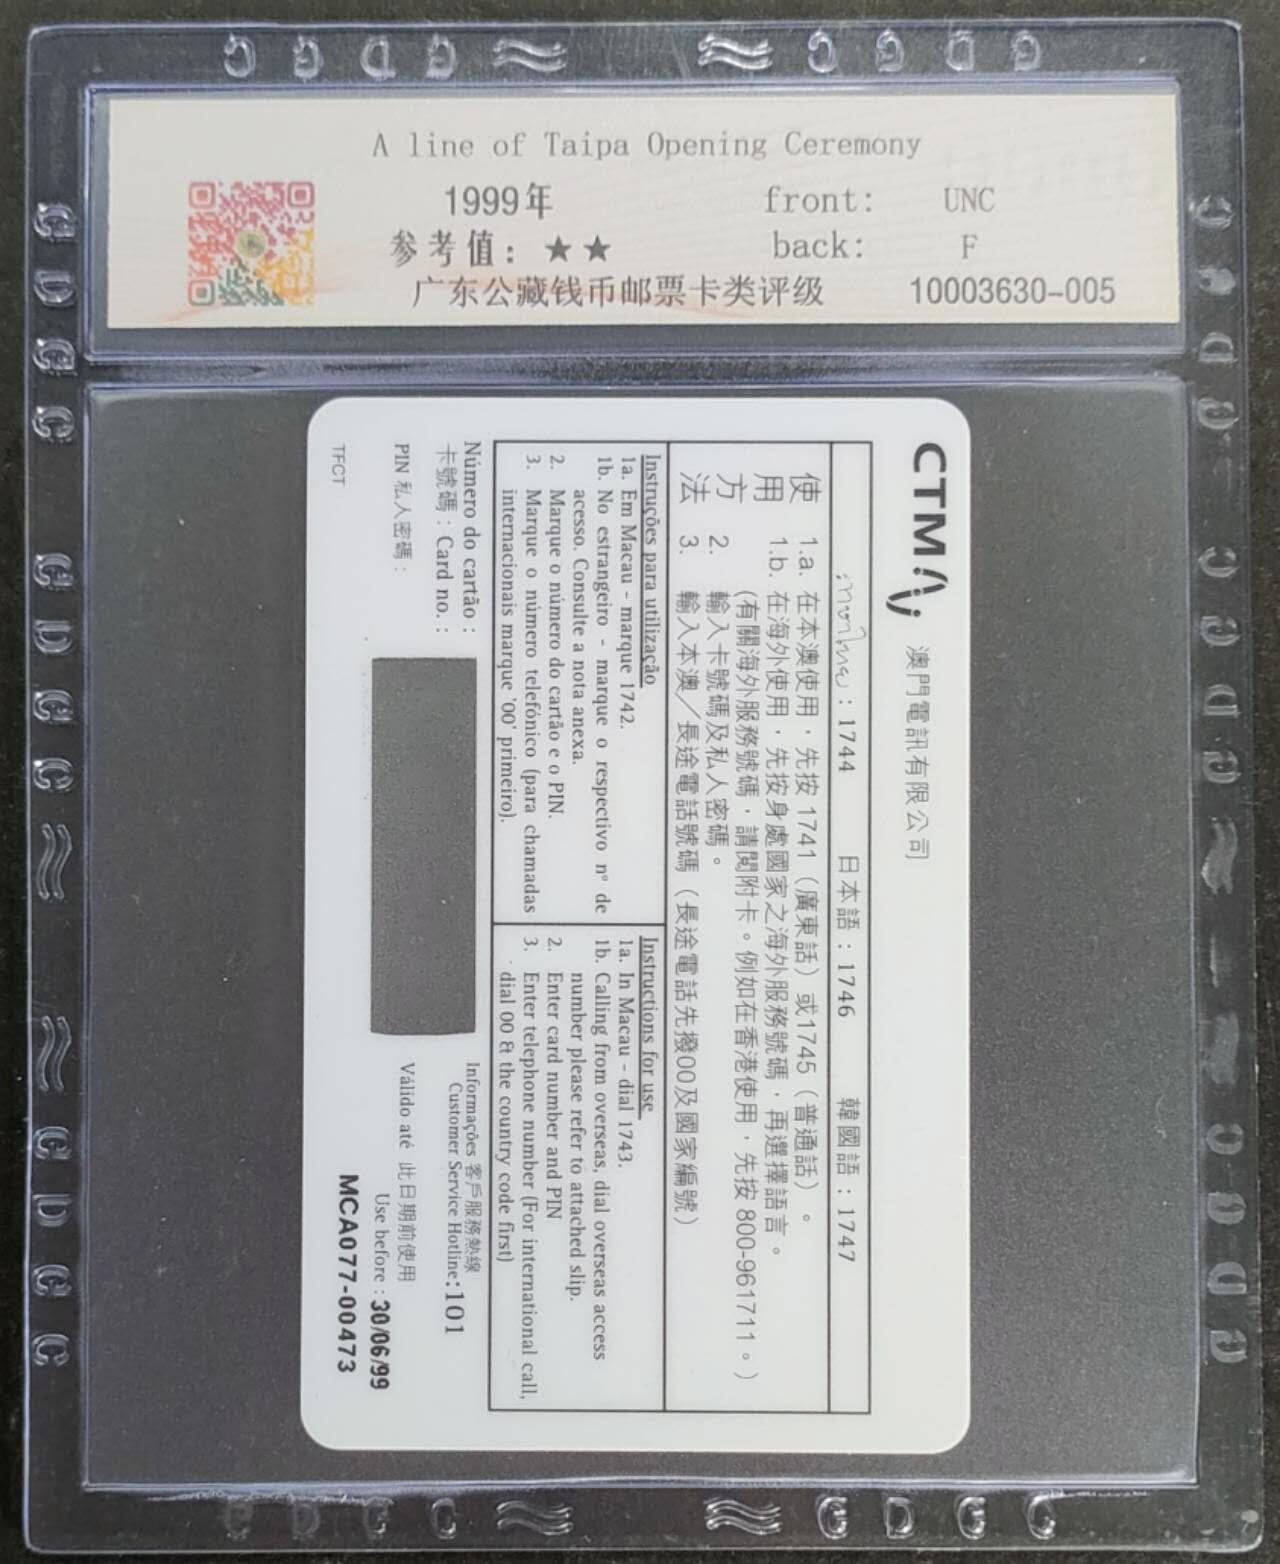 A line of Taipa Opening Ceremony
1999年
front: UNC
参考值：★★
back: F
广东公藏钱币邮票卡类评级
10003630-005
CTM 澳門電訊有限公司
ภาษาไทย : 1744 日本語 : 1746 韓國語 : 1747
使用方法
1.a. 在本澳使用，先按 1741（廣東話）或1745（普通話）。
1.b. 在海外使用，先按身處國家之海外服務號碼，再選擇語言。
(有關海外服務號碼，請閱附卡。例如在香港使用，先按 800-961711。)
2. 輸入卡號碼及私人密碼。
3. 輸入本澳／長途電話號碼（長途電話先撥00及國家編號）
Instruções para utilização
1a. Em Macau – marque 1742.
1b. No estrangeiro - marque o respectivo nº de
acesso. Consulte a nota anexa.
2. Marque o número do cartão e o PIN.
3. Marque o número telefónico (para chamadas
internacionais marque '00' primeiro).
Instructions for use
1a. In Macau – dial 1743.
1b. Calling from overseas, dial overseas access
number please refer to attached slip.
2. Enter card number and PIN
3. Enter telephone number (For international call,
dial 00 & the country code first)
Número do cartão :
卡號碼 : Card no. :
PIN 私人密碼 :
TFCT
Informações 客戶服務熱線
Customer Service Hotline: 101
Válido até 此日期前使用
Use before : 30/06/99
MCA077-00473